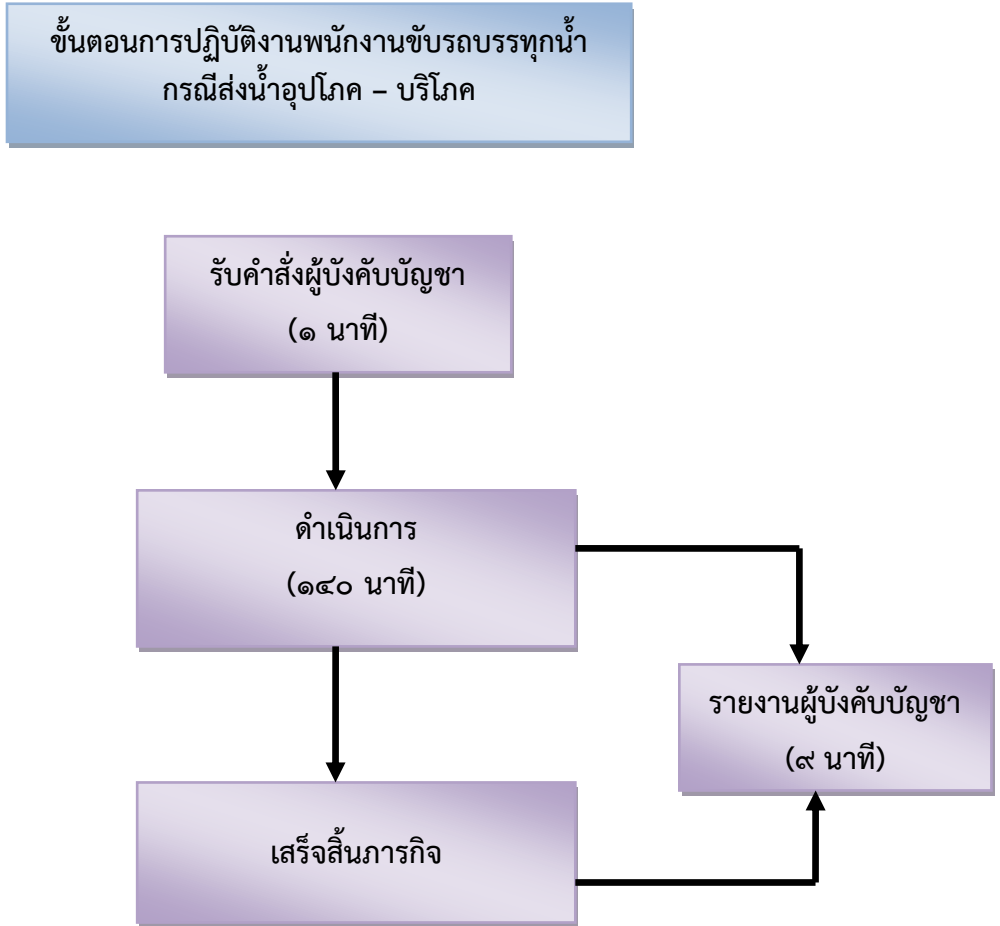 ขั้นตอนการปฏิบัติงานพนักงานขับรถบรรทุกน้ำ
กรณีส่งน้ำอุปโภค – บริโภค
รับคำสั่งผู้บังคับบัญชา
(๑ นาที)
ดำเนินการ
(๑๔๐ นาที)
รายงานผู้บังคับบัญชา
(๙ นาที)
เสร็จสิ้นภารกิจ